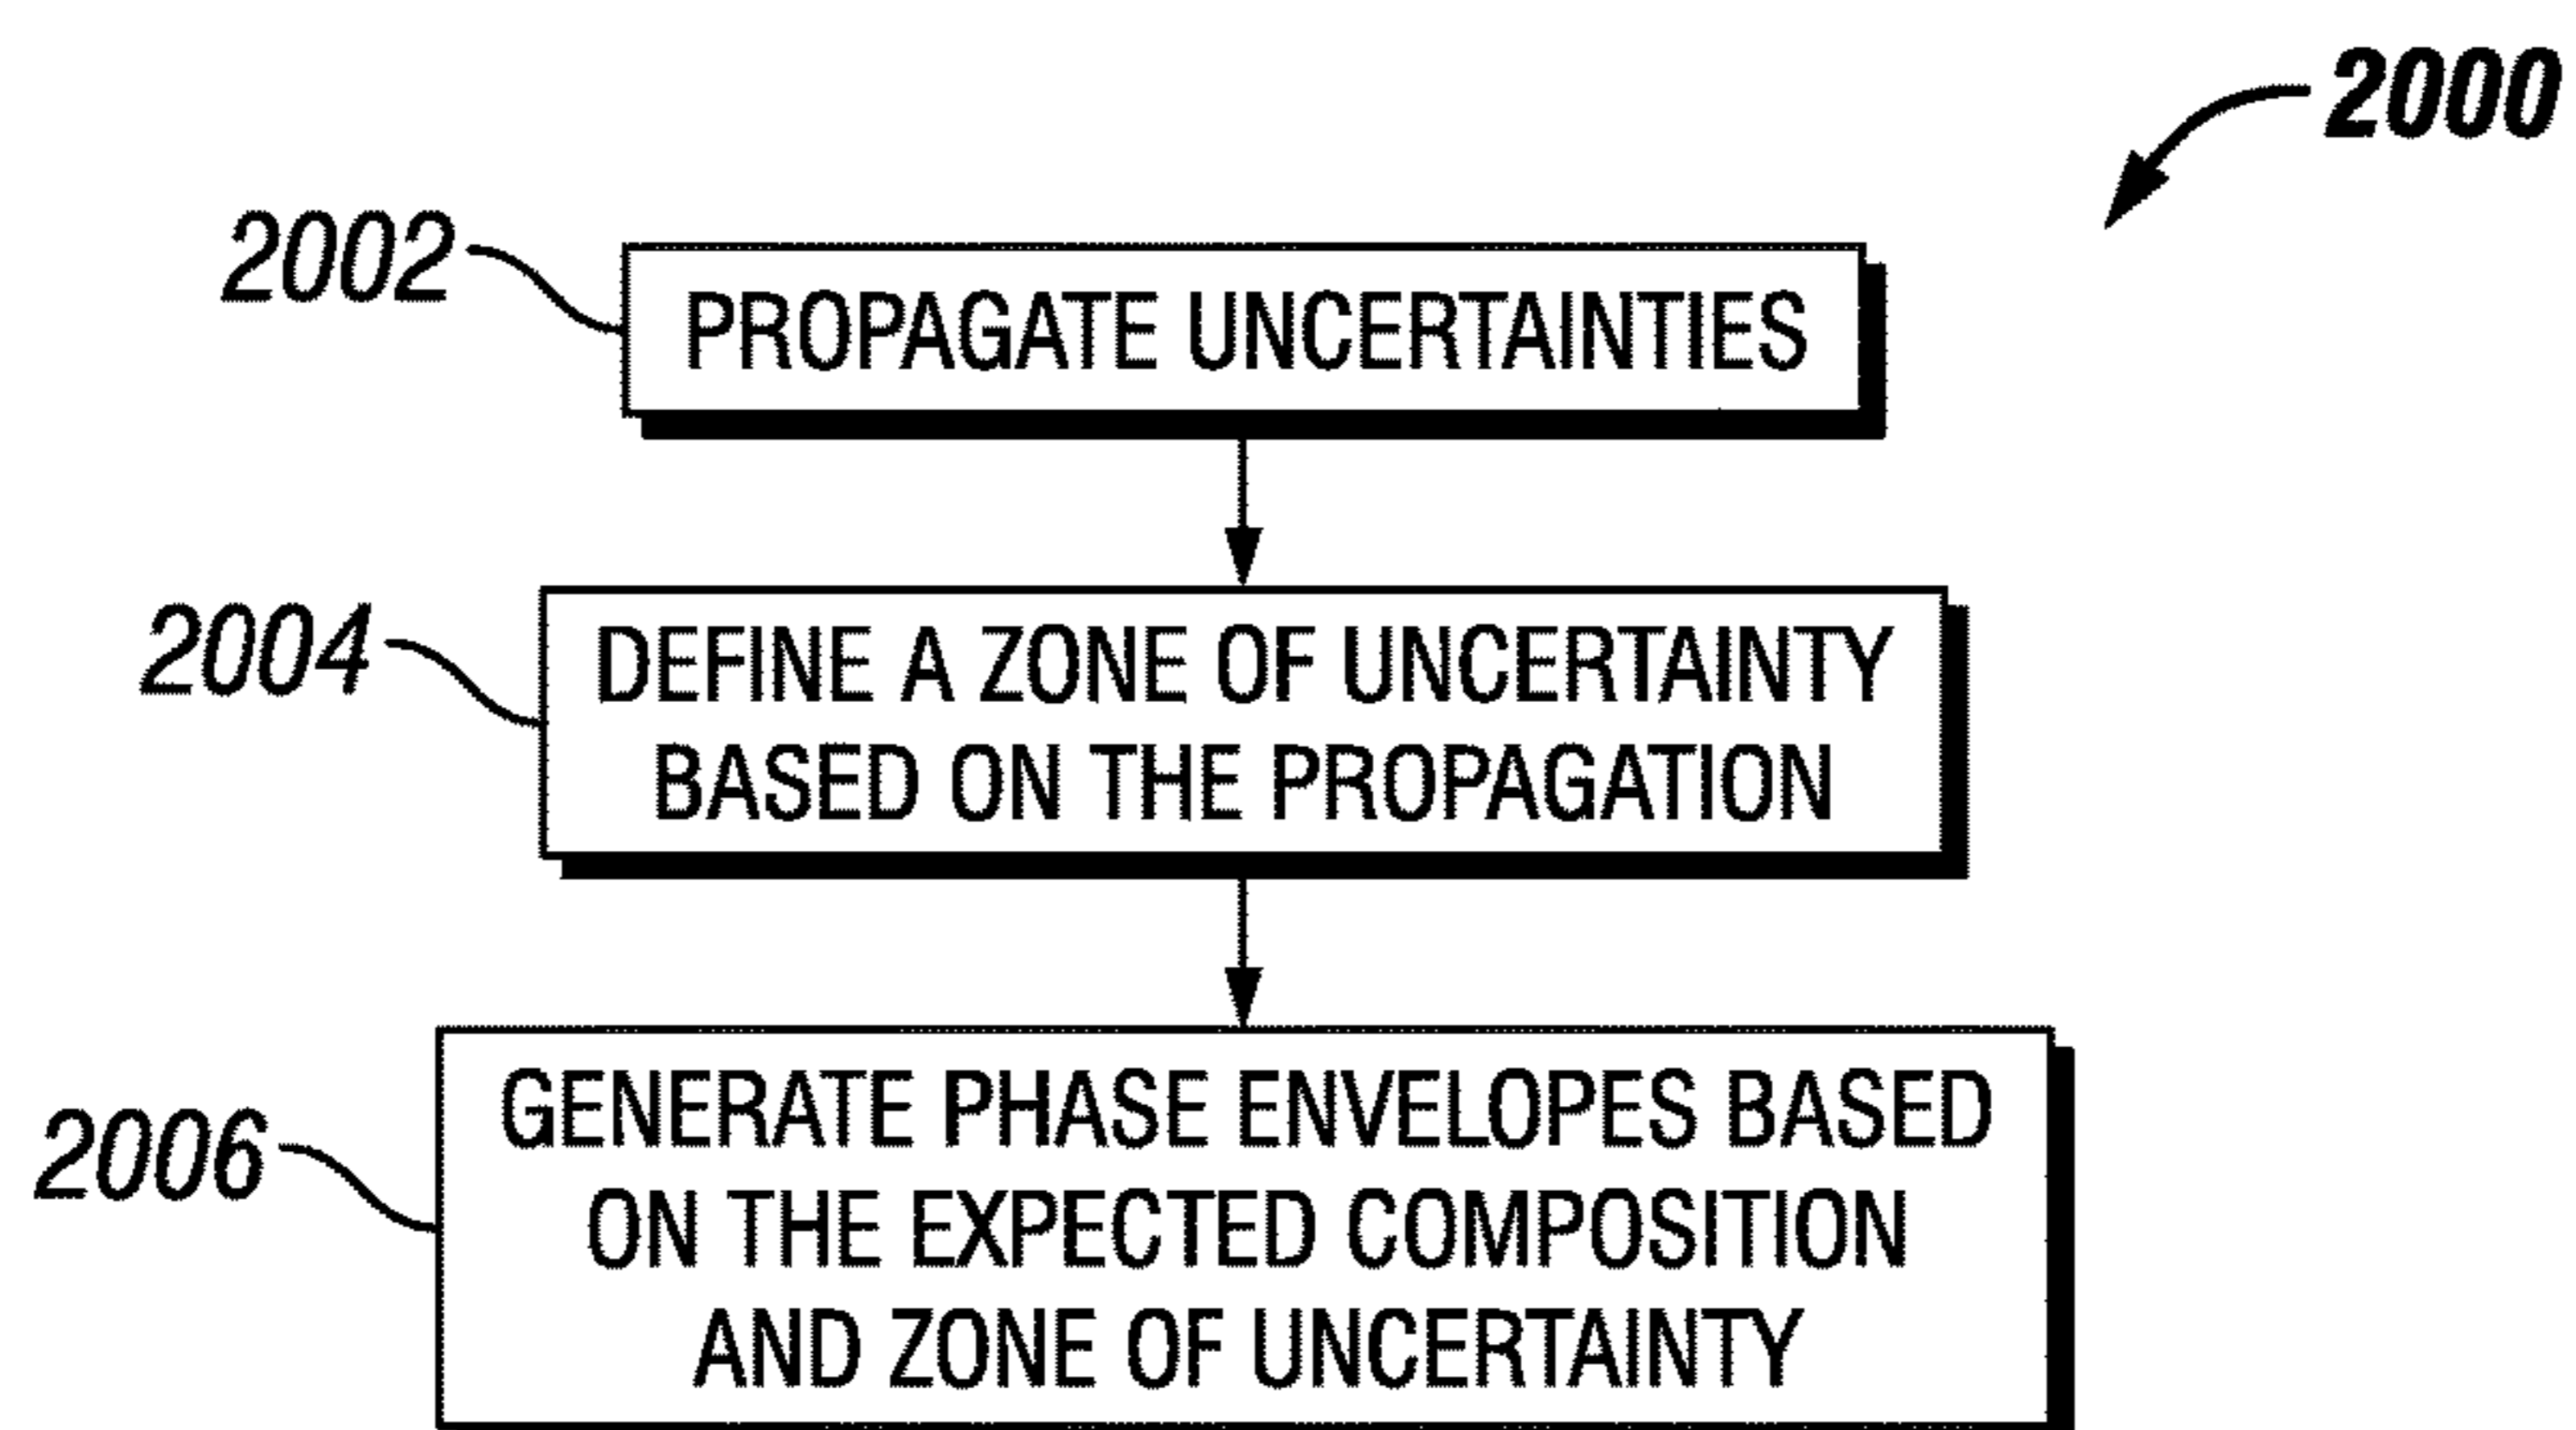 2000
2002
PROPAGATE UNCERTAINTIES
2004
DEFINE A ZONE OF UNCERTAINTY
BASED ON THE PROPAGATION
2006
GENERATE PHASE ENVELOPES BASED
ON THE EXPECTED COMPOSITION
AND ZONE OF UNCERTAINTY